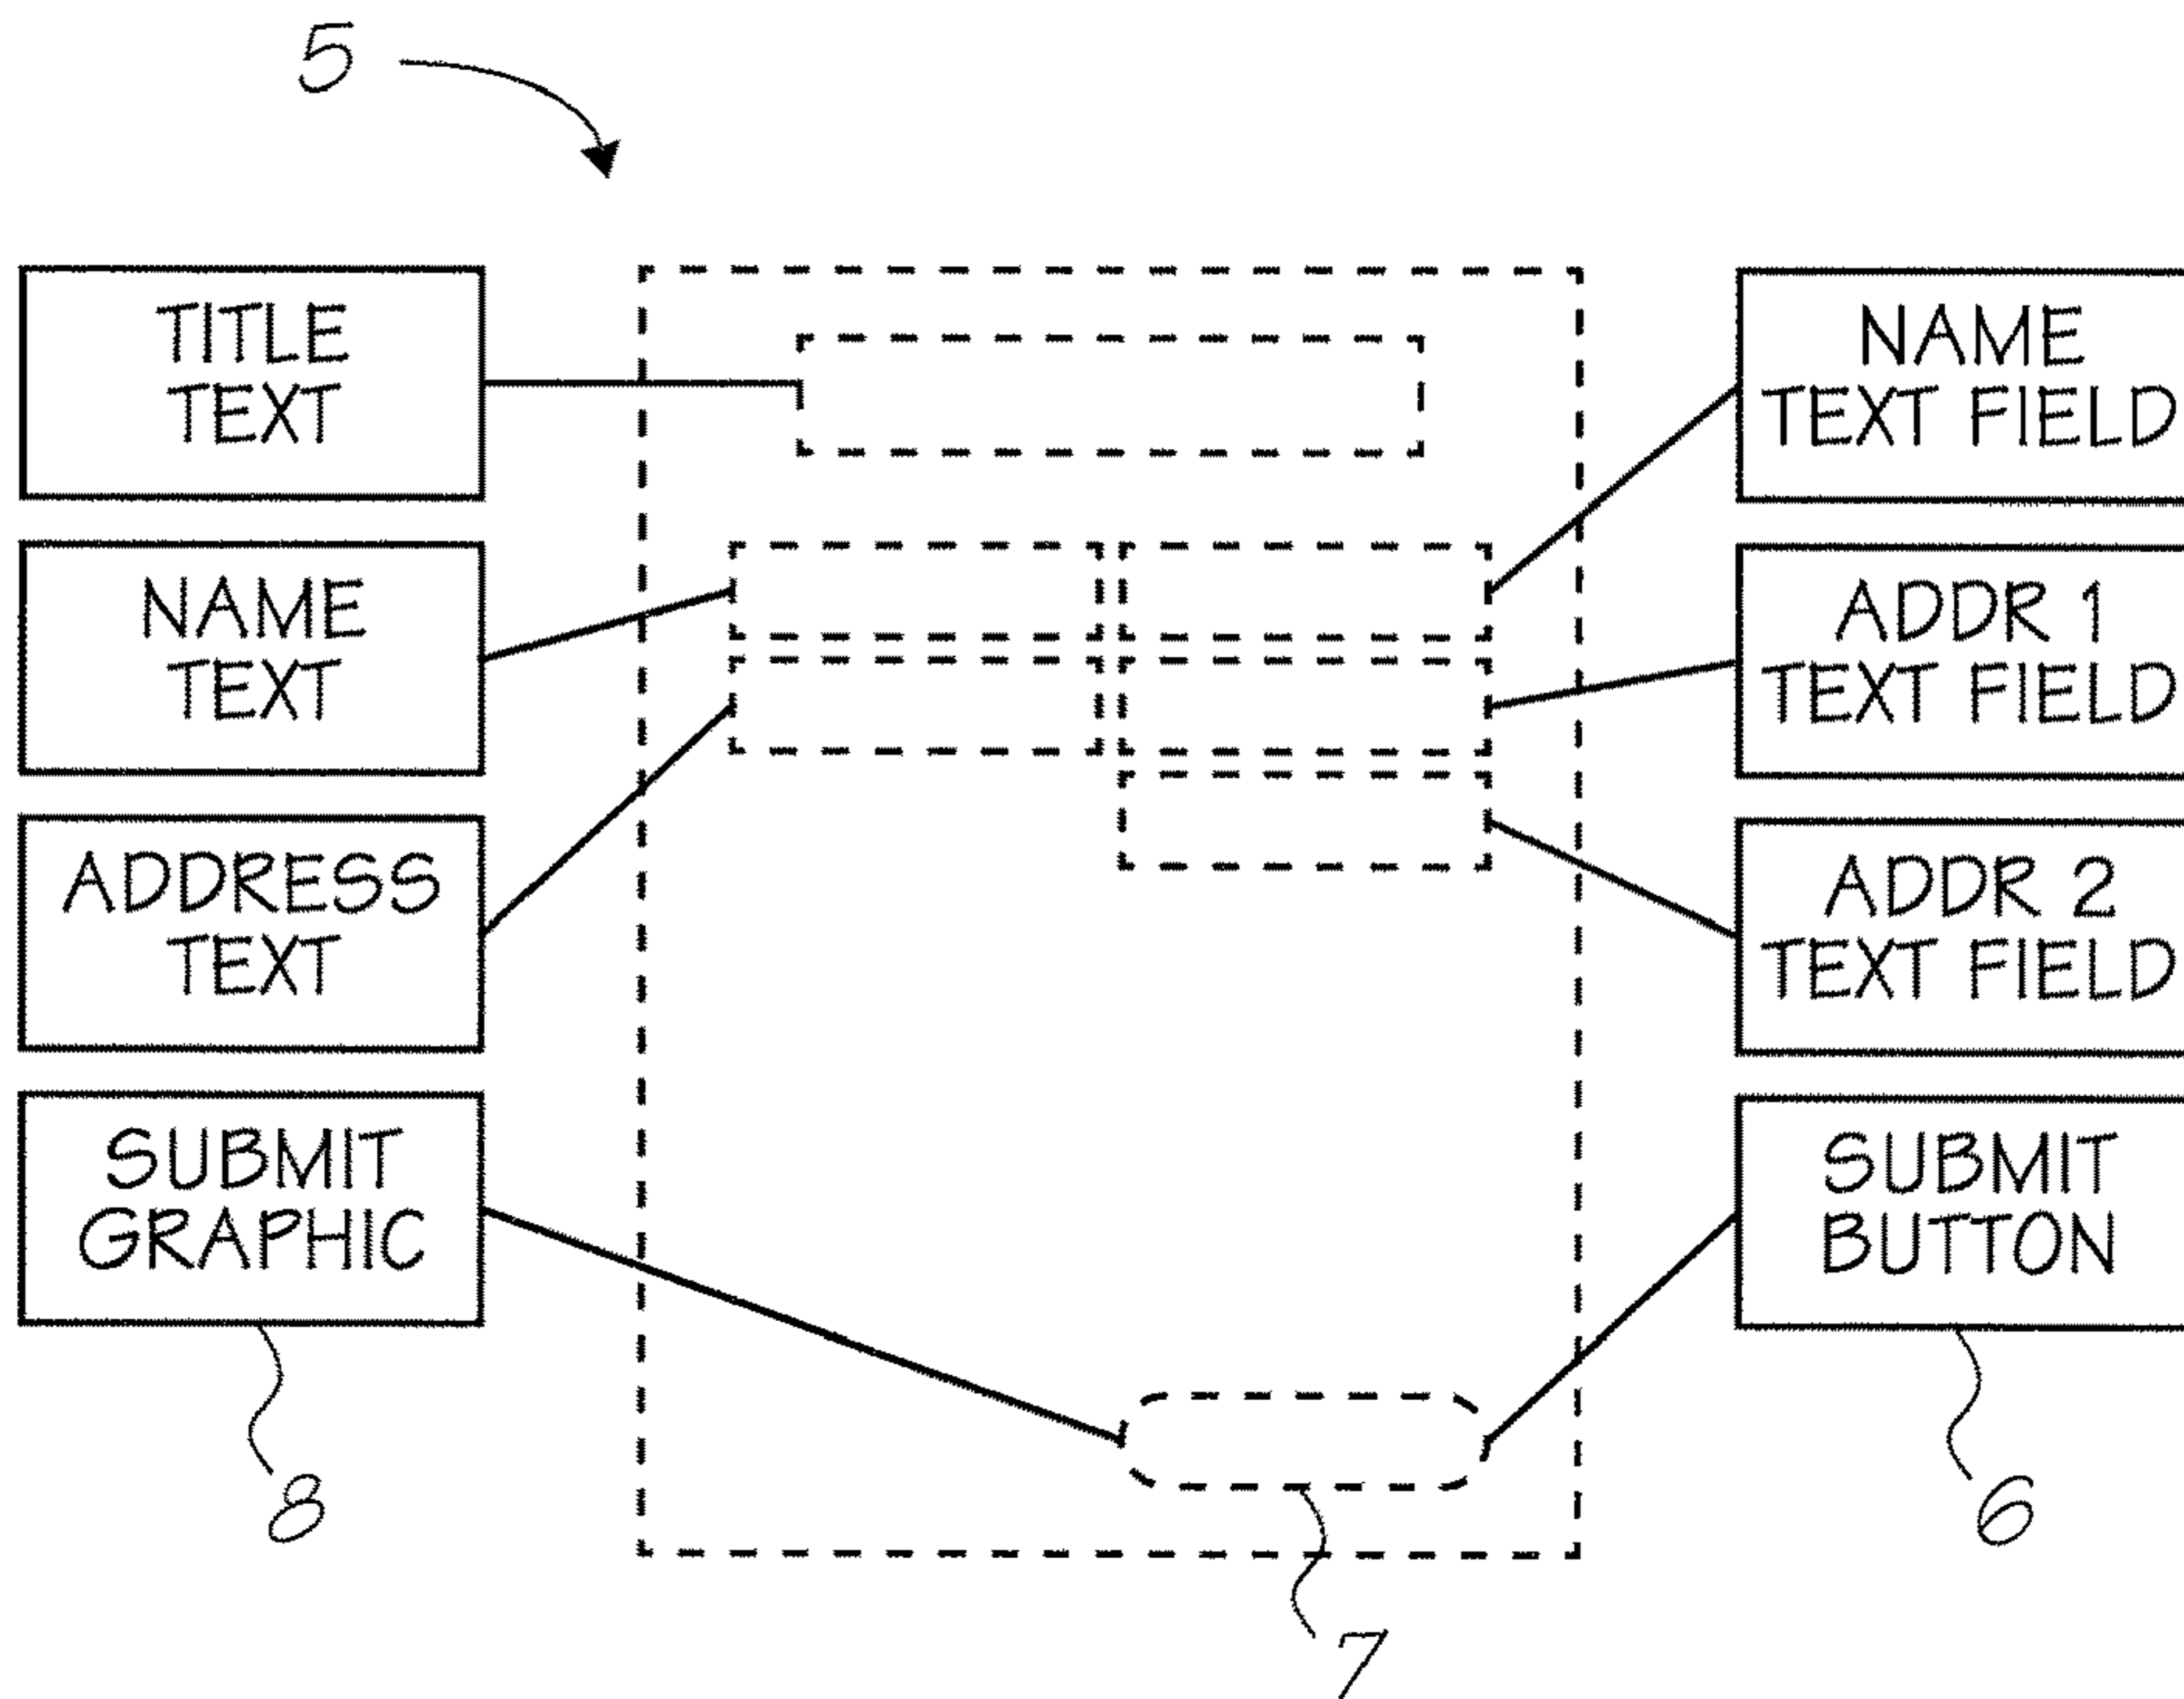 5
TITLE
TEXT
NAME
TEXT
ADDRESS
TEXT
SUBMIT
GRAPHIC
8
NAME
TEXT FIELD
ADDR 1
TEXT FIELD
ADDR 2
TEXT FIELD
SUBMIT
BUTTON
6
7